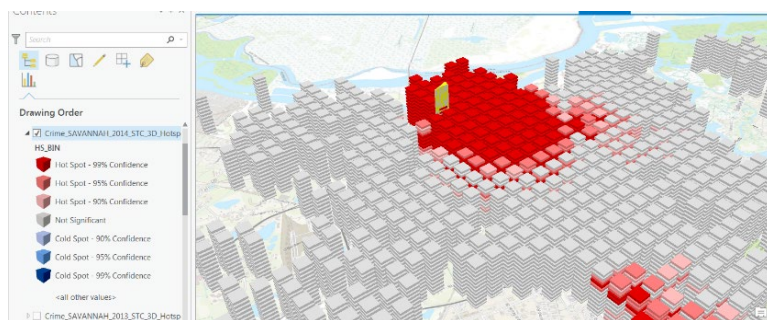 Contents
Search
Drawing Order
Crime_SAVANNAH_2014_STC_3D_Hotsp
HS_BIN
Hot Spot - 99% Confidence
Hot Spot - 95% Confidence
Hot Spot - 90% Confidence
Not Significant
Cold Spot - 90% Confidence
Cold Spot - 95% Confidence
Cold Spot - 99% Confidence
<all other values>
Crime_SAVANNAH_2013_STC_3D_Hotsp